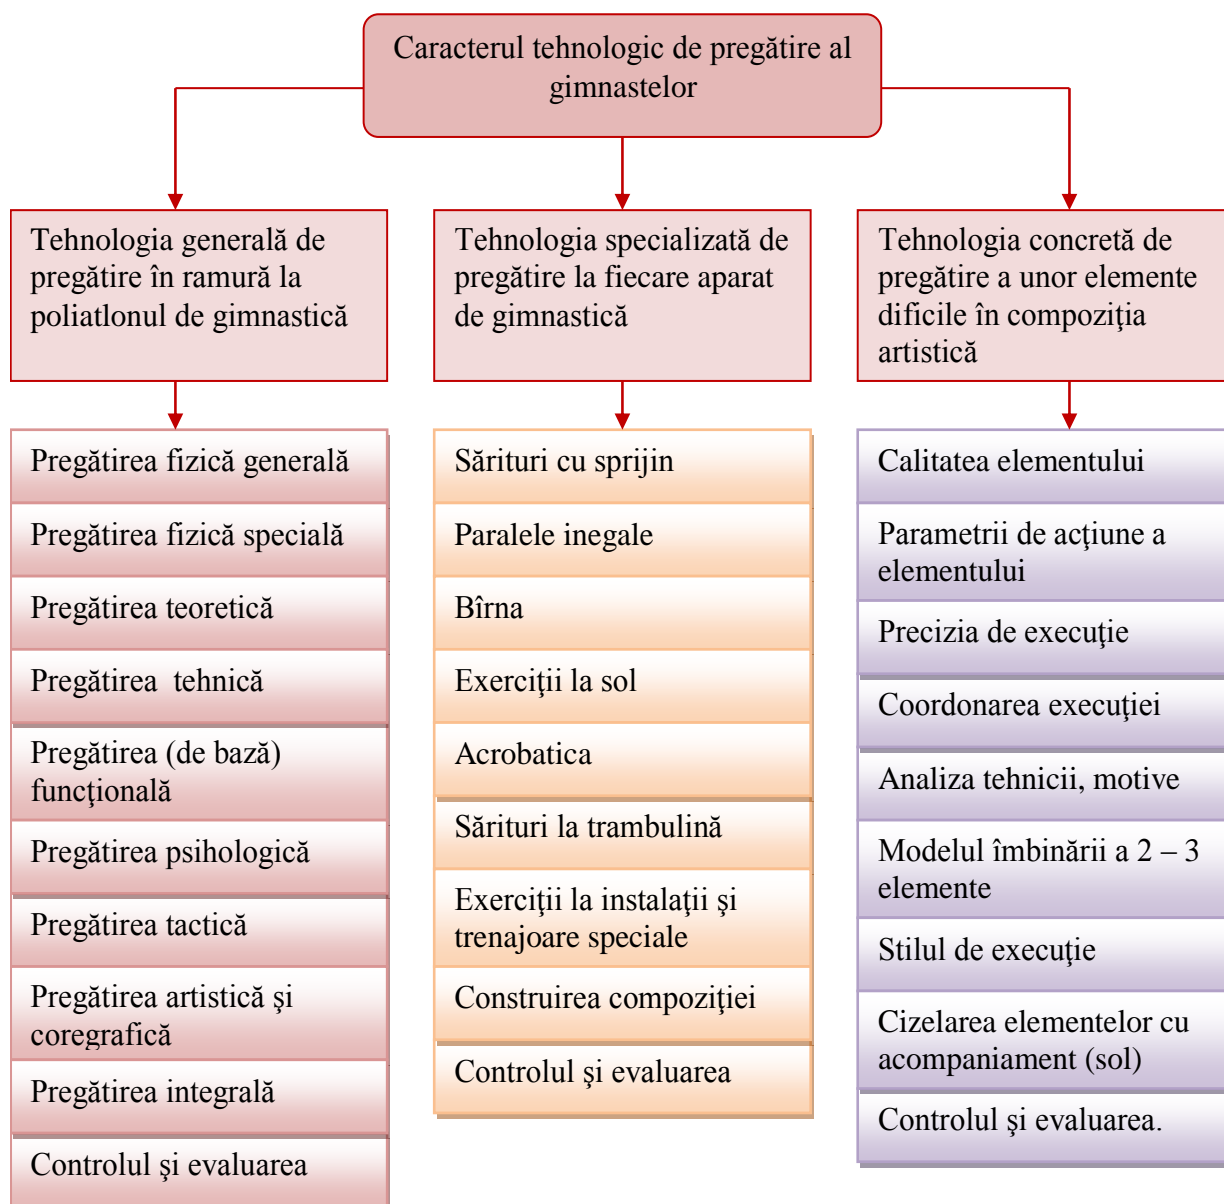 Caracterul tehnologic de pregătire al
gimnastelor
Tehnologia generală de
pregătire în ramură la
poliatlonul de gimnastică
Tehnologia specializată de
pregătire la fiecare aparat
de gimnastică
Tehnologia concretă de
pregătire a unor elemente
dificile în compoziţia
artistică
Pregătirea fizică generală
Pregătirea fizică specială
Pregătirea teoretică
Pregătirea  tehnică
Pregătirea (de bază)
funcţională
Pregătirea psihologică
Pregătirea tactică
Pregătirea artistică şi
coregrafică
Pregătirea integrală
Controlul şi evaluarea
Sărituri cu sprijin
Paralele inegale
Bîrna
Exerciţii la sol
Acrobatica
Sărituri la trambulină
Exerciţii la instalaţii şi
trenajoare speciale
Construirea compoziţiei
Controlul şi evaluarea
Calitatea elementului
Parametrii de acţiune a
elementului
Precizia de execuţie
Coordonarea execuţiei
Analiza tehnicii, motive
Modelul îmbinării a 2 – 3
elemente
Stilul de execuţie
Cizelarea elementelor cu
acompaniament (sol)
Controlul şi evaluarea.